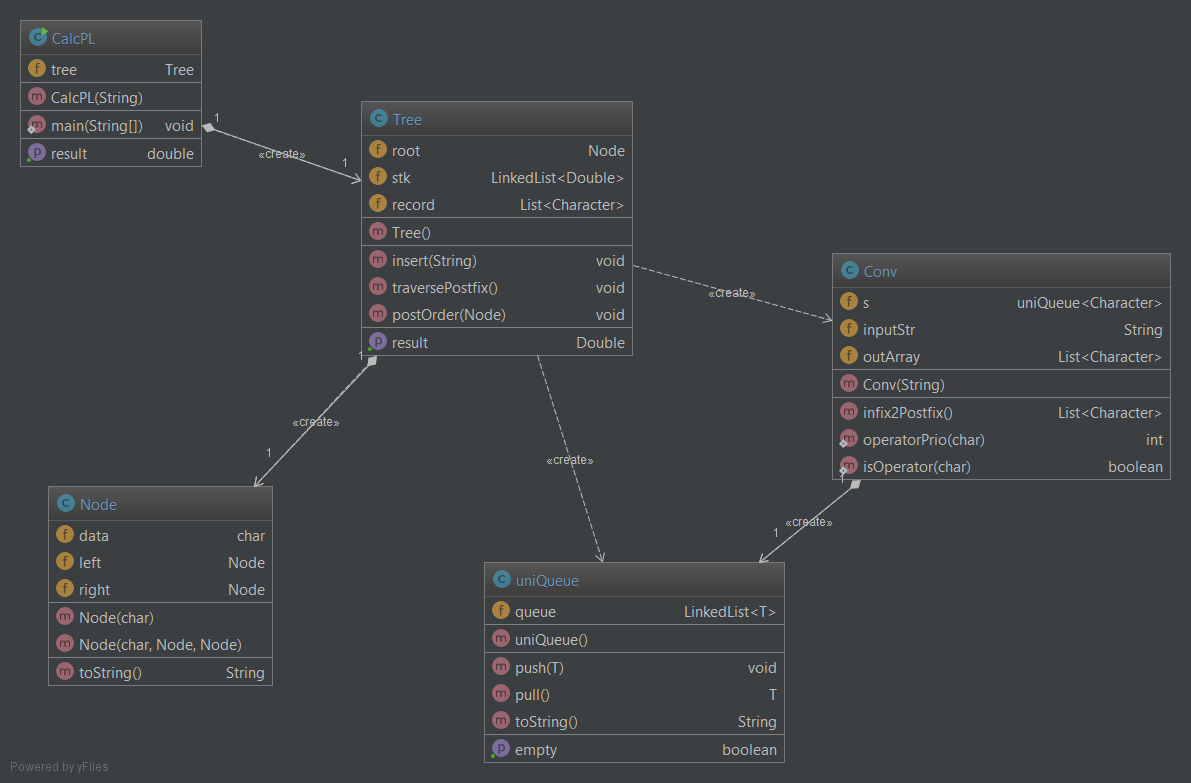 CalcPL
tree Tree
CalcPL(String)
main(String[]) void
result double
1
«create»
1
Tree
root Node
stk LinkedList<Double>
record List<Character>
Tree()
insert(String) void
traversePostfix() void
postOrder(Node) void
result Double
«create»
Conv
s uniQueue<Character>
inputStr String
outArray List<Character>
Conv(String)
infix2Postfix() List<Character>
operatorPrio(char) int
isOperator(char) boolean
1
«create»
1
«create»
1
«create»
1
Node
data char
left Node
right Node
Node(char)
Node(char, Node, Node)
toString() String
uniQueue
queue LinkedList<T>
uniQueue()
push(T) void
pull() T
toString() String
empty boolean
Powered by yFiles